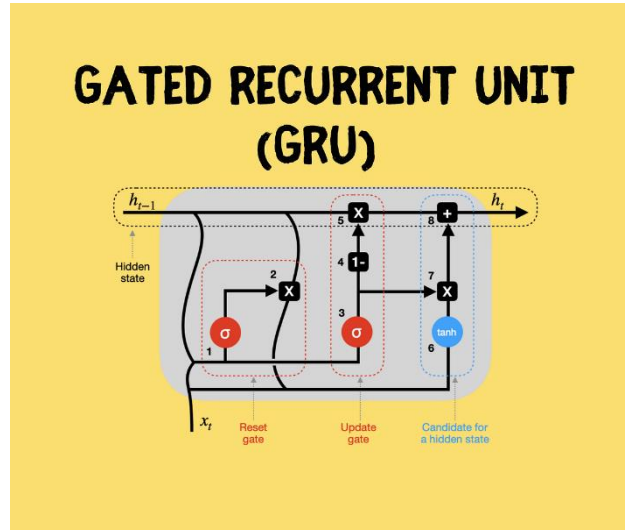 GATED RECURRENT UNIT
(GRU)
h_{t-1}
h_t
5
X
8
+
Hidden
state
4
1-
2
X
7
X
1
σ
3
σ
6
tanh
x_t
Reset
gate
Update
gate
Candidate for
a hidden state